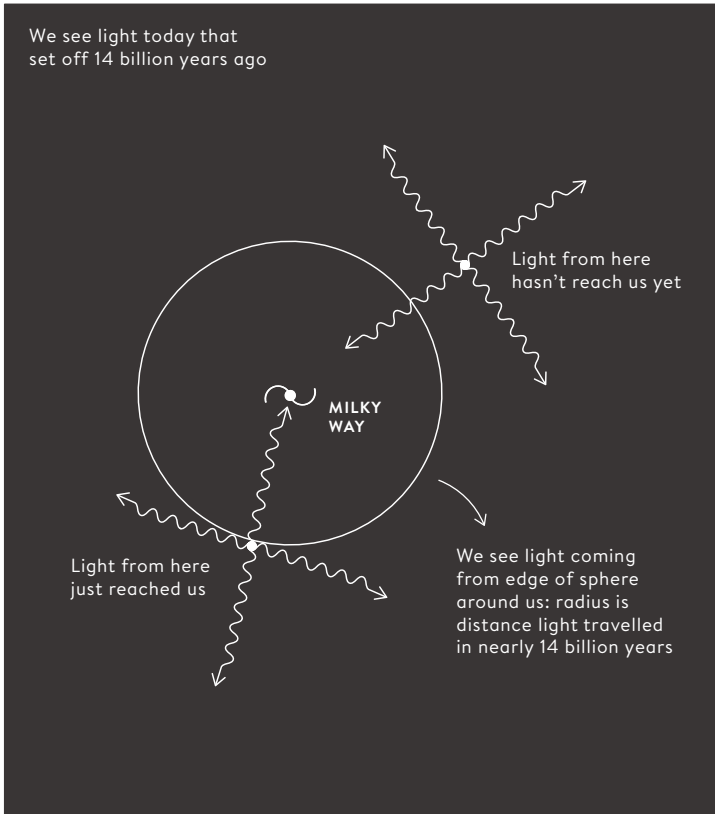 We see light today that
set off 14 billion years ago
Light from here
hasn't reach us yet
MILKY
WAY
Light from here
just reached us
We see light coming
from edge of sphere
around us: radius is
distance light travelled
in nearly 14 billion years